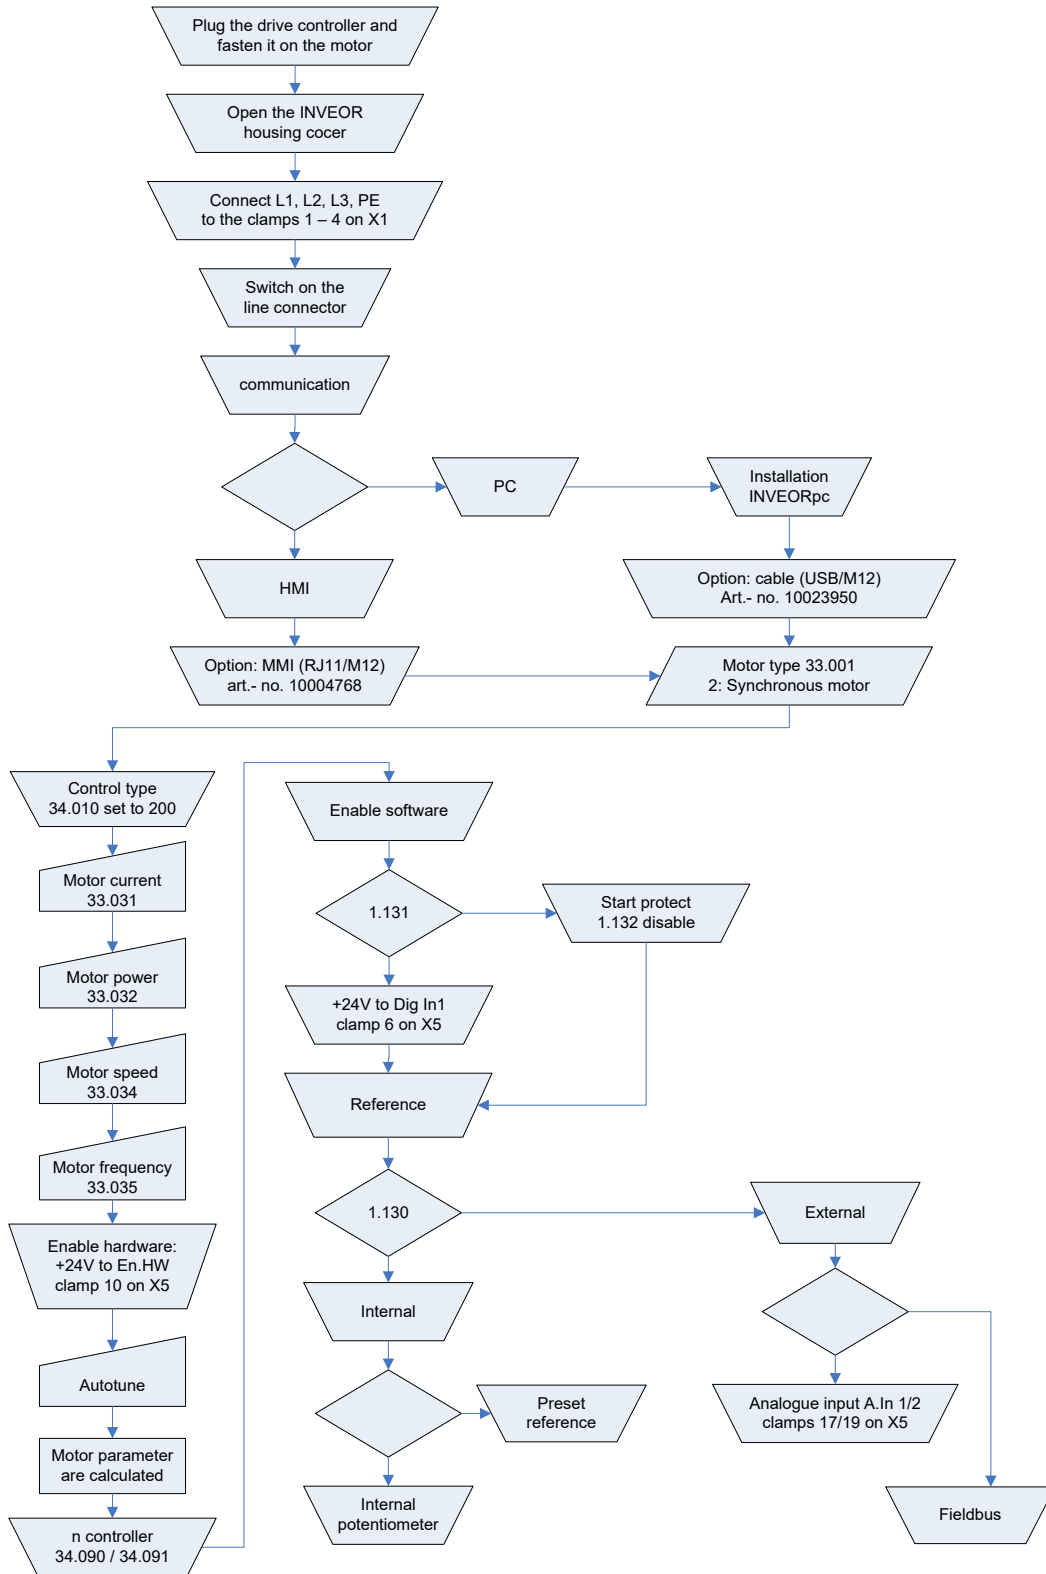 Plug the drive controller and
fasten it on the motor
Open the INVEOR
housing cocer
Connect L1, L2, L3, PE
to the clamps 1 – 4 on X1
Switch on the
line connector
communication
PC
Installation
INVEORpc
HMI
Option: cable (USB/M12)
Art.- no. 10023950
Option: MMI (RJ11/M12)
art.- no. 10004768
Motor type 33.001
2: Synchronous motor
Control type
34.010 set to 200
Motor current
33.031
Motor power
33.032
Motor speed
33.034
Motor frequency
33.035
Enable hardware:
+24V to En.HW
clamp 10 on X5
Autotune
Motor parameter
are calculated
n controller
34.090 / 34.091
Enable software
1.131
Start protect
1.132 disable
+24V to Dig In1
clamp 6 on X5
Reference
1.130
External
Internal
Preset
reference
Analogue input A.In 1/2
clamps 17/19 on X5
Internal
potentiometer
Fieldbus